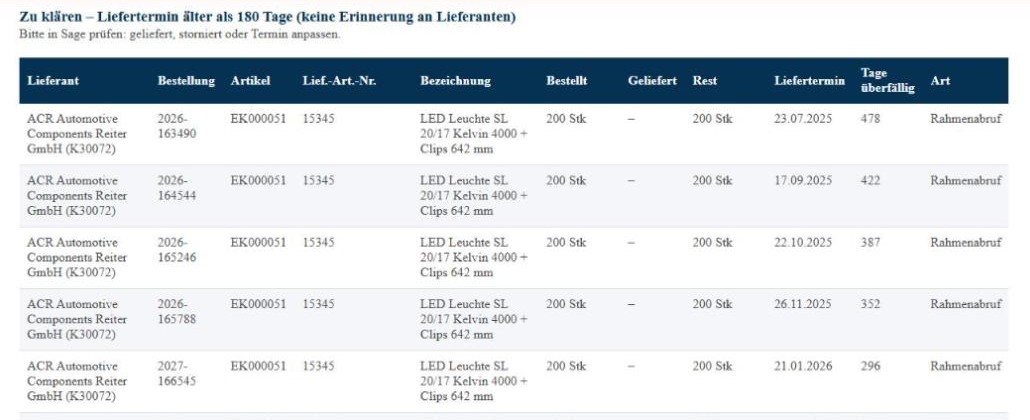 Zu klären – Liefertermin älter als 180 Tage (keine Erinnerung an Lieferanten)
Bitte in Sage prüfen: geliefert, storniert oder Termin anpassen.
Lieferant Bestellung Artikel Lief.-Art.-Nr. Bezeichnung Bestellt Geliefert Rest Liefertermin Tage überfällig Art
ACR Automotive 2026- EK000051 15345 LED Leuchte SL 200 Stk – 200 Stk 23.07.2025 478 Rahmenabruf
Components Reiter 163490 20/17 Kelvin 4000 +
GmbH (K30072) Clips 642 mm
ACR Automotive 2026- EK000051 15345 LED Leuchte SL 200 Stk – 200 Stk 17.09.2025 422 Rahmenabruf
Components Reiter 164544 20/17 Kelvin 4000 +
GmbH (K30072) Clips 642 mm
ACR Automotive 2026- EK000051 15345 LED Leuchte SL 200 Stk – 200 Stk 22.10.2025 387 Rahmenabruf
Components Reiter 165246 20/17 Kelvin 4000 +
GmbH (K30072) Clips 642 mm
ACR Automotive 2026- EK000051 15345 LED Leuchte SL 200 Stk – 200 Stk 26.11.2025 352 Rahmenabruf
Components Reiter 165788 20/17 Kelvin 4000 +
GmbH (K30072) Clips 642 mm
ACR Automotive 2027- EK000051 15345 LED Leuchte SL 200 Stk – 200 Stk 21.01.2026 296 Rahmenabruf
Components Reiter 166545 20/17 Kelvin 4000 +
GmbH (K30072) Clips 642 mm